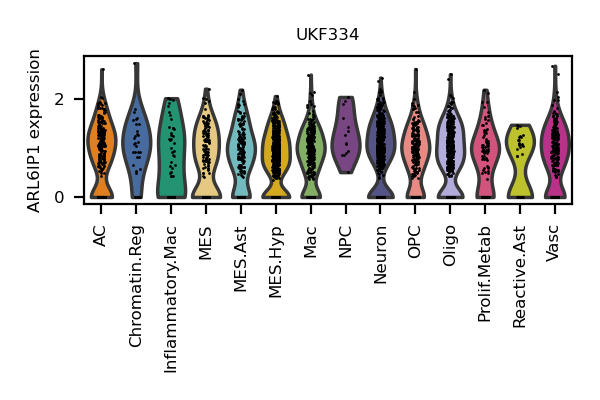 UKF334
ARL6IP1 expression
2
0
AC
Chromatin.Reg
Inflammatory.Mac
MES
MES.Ast
MES.Hyp
Mac
NPC
Neuron
OPC
Oligo
Prolif.Metab
Reactive.Ast
Vasc